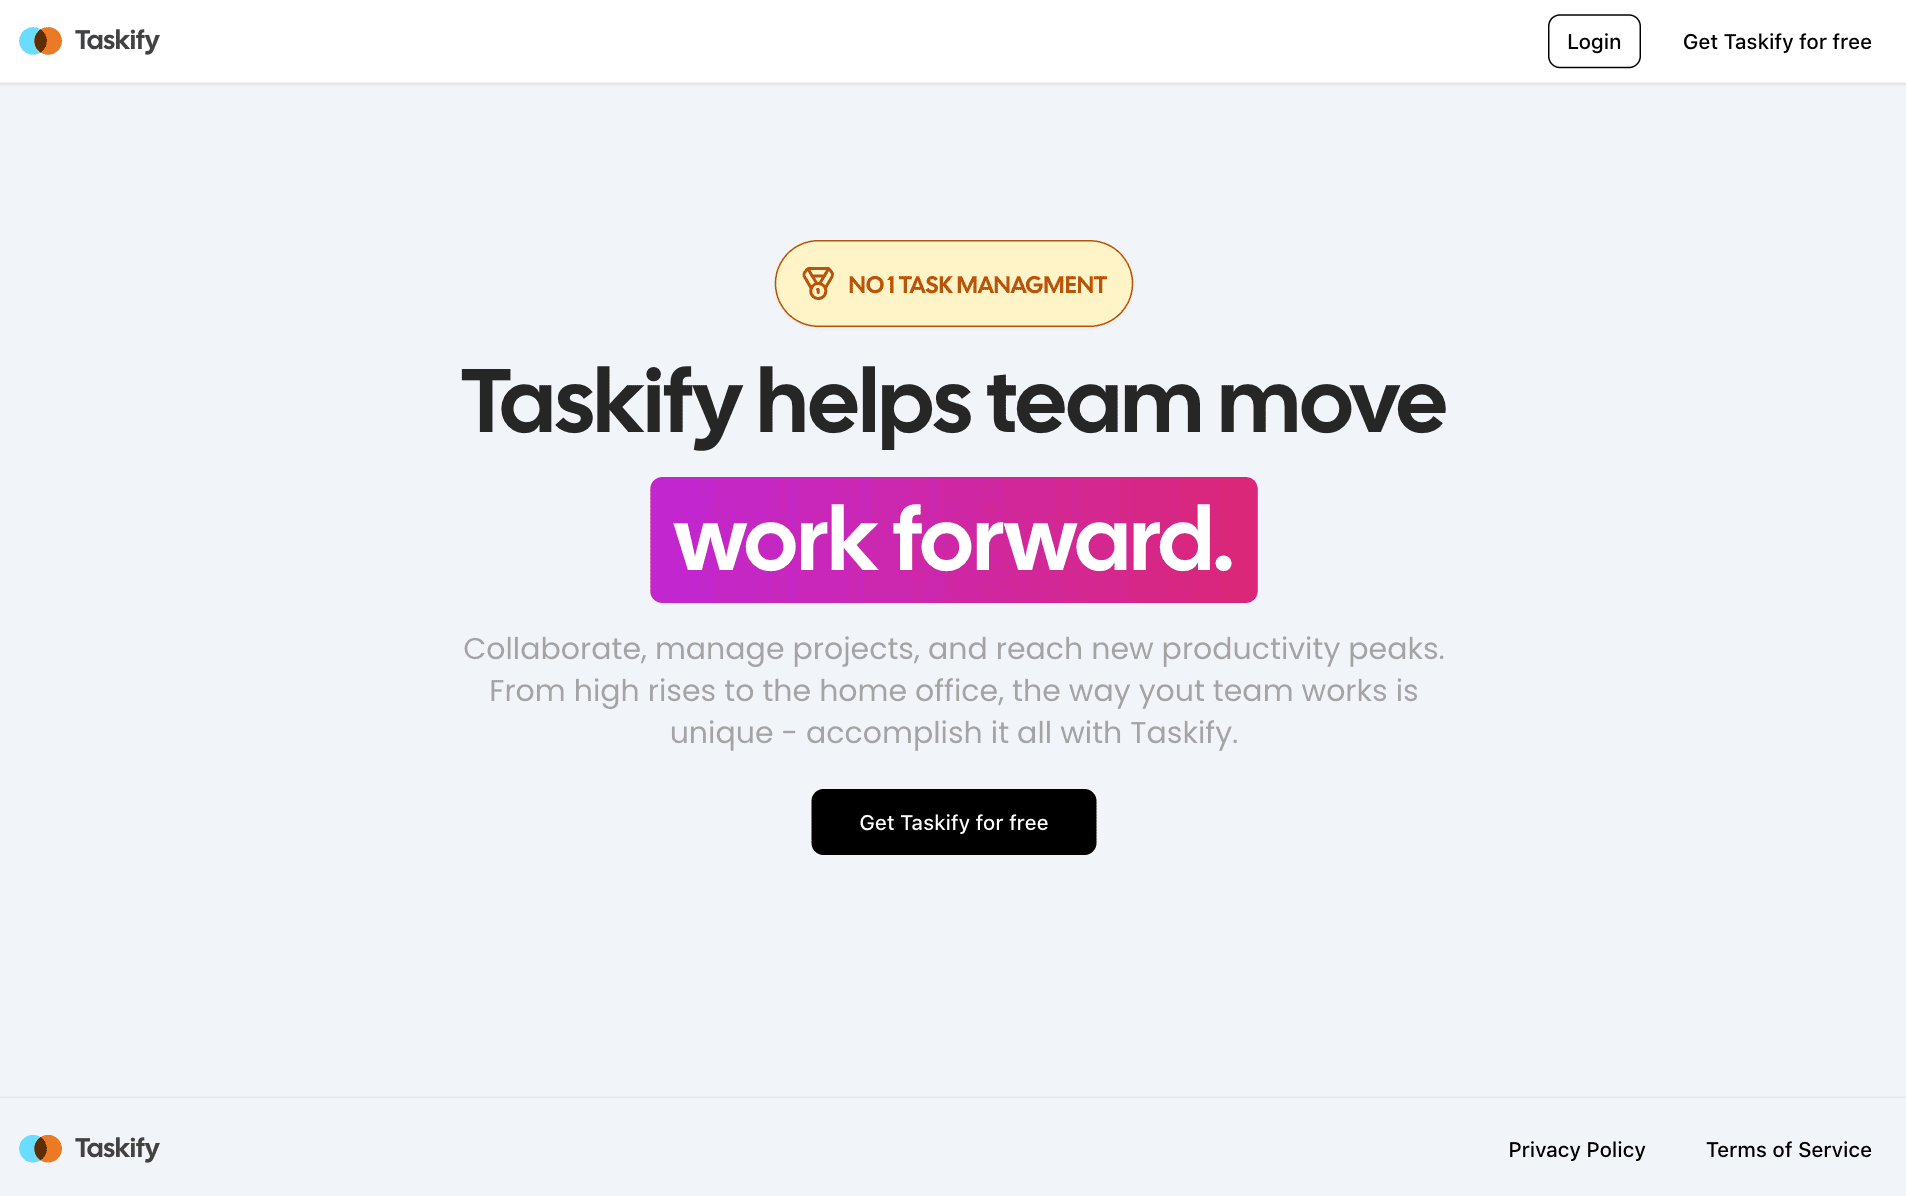 Taskify
Login
Get Taskify for free
NO 1 TASK MANAGMENT
Taskify helps team move
work forward.
Collaborate, manage projects, and reach new productivity peaks.
From high rises to the home office, the way yout team works is
unique - accomplish it all with Taskify.
Get Taskify for free
Taskify
Privacy Policy
Terms of Service